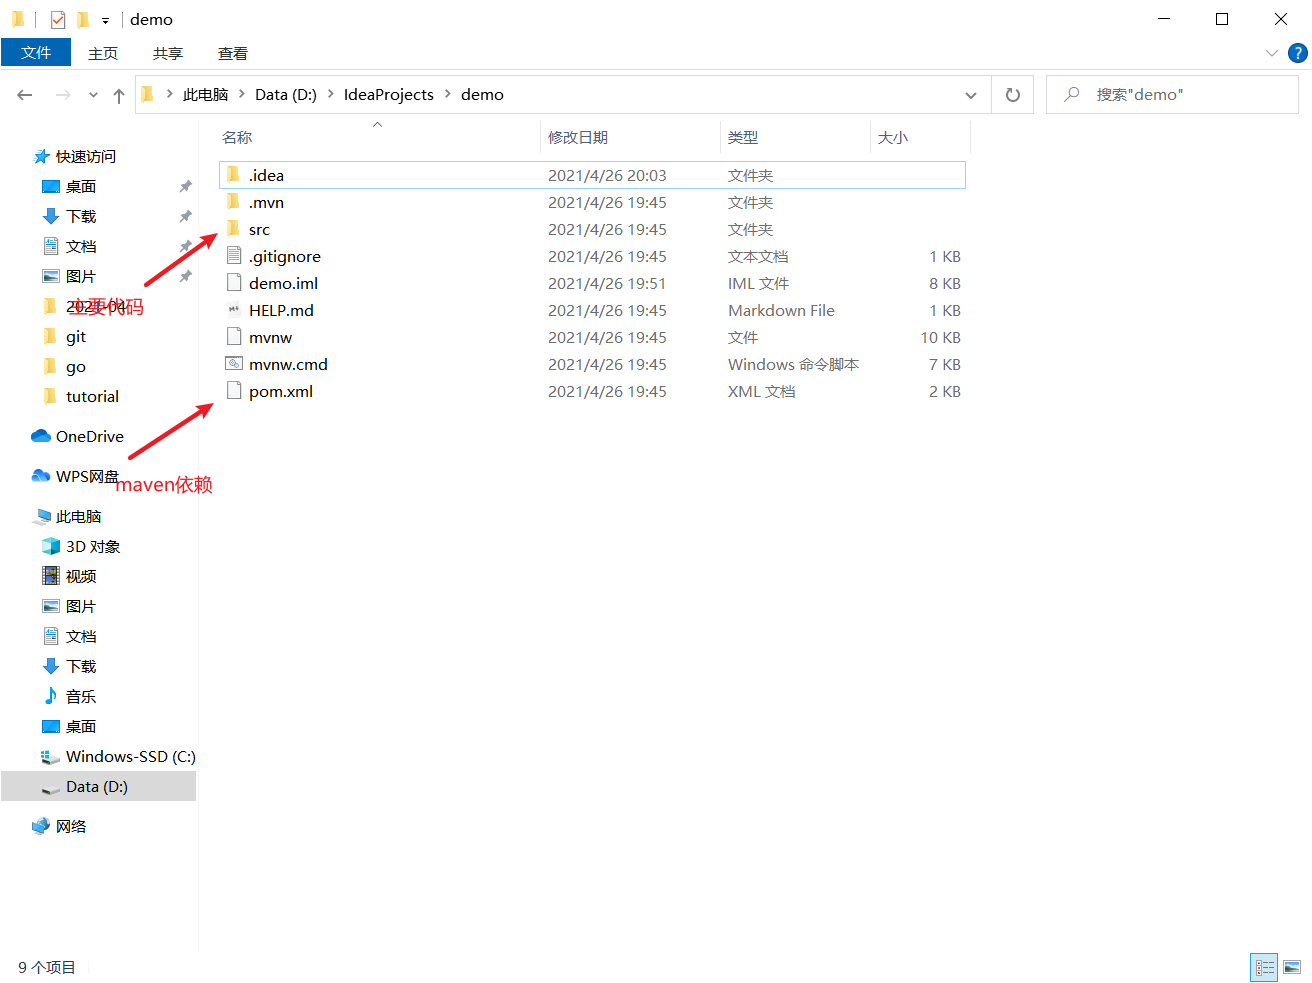 demo
文件 主页 共享 查看
此电脑 Data (D:) IdeaProjects demo
搜索"demo"
名称 修改日期 类型 大小
.idea 2021/4/26 20:03 文件夹
.mvn 2021/4/26 19:45 文件夹
src 2021/4/26 19:45 文件夹
.gitignore 2021/4/26 19:45 文本文档 1 KB
demo.iml 2021/4/26 19:51 IML 文件 8 KB
HELP.md 2021/4/26 19:45 Markdown File 1 KB
mvnw 2021/4/26 19:45 文件 10 KB
mvnw.cmd 2021/4/26 19:45 Windows 命令脚本 7 KB
pom.xml 2021/4/26 19:45 XML 文档 2 KB
快速访问
桌面
下载
文档
图片
2021-04
主要代码
git
go
tutorial
OneDrive
WPS网盘
maven依赖
此电脑
3D 对象
视频
图片
文档
下载
音乐
桌面
Windows-SSD (C:)
Data (D:)
网络
9 个项目